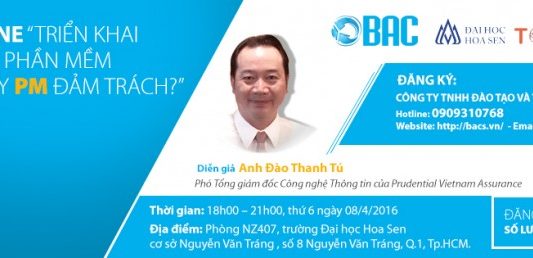 NE “TRIỂN KHAI
PHẦN MỀM
Y PM ĐẢM TRÁCH?”
BAC
ĐẠI HỌC
HOA SEN
ĐĂNG KÝ:
CÔNG TY TNHH ĐÀO TẠO VÀ
Hotline: 0909310768
Website: http://bacs.vn/ - Ema
Diễn giả Anh Đào Thanh Tú
Phó Tổng giám đốc Công nghệ Thông tin của Prudential Vietnam Assurance
Thời gian: 18h00 – 21h00, thứ 6 ngày 08/4/2016
Địa điểm: Phòng NZ407, trường Đại học Hoa Sen
cơ sở Nguyễn Văn Tráng , số 8 Nguyễn Văn Tráng, Q.1, Tp.HCM.
ĐĂN
SỐ LƯ